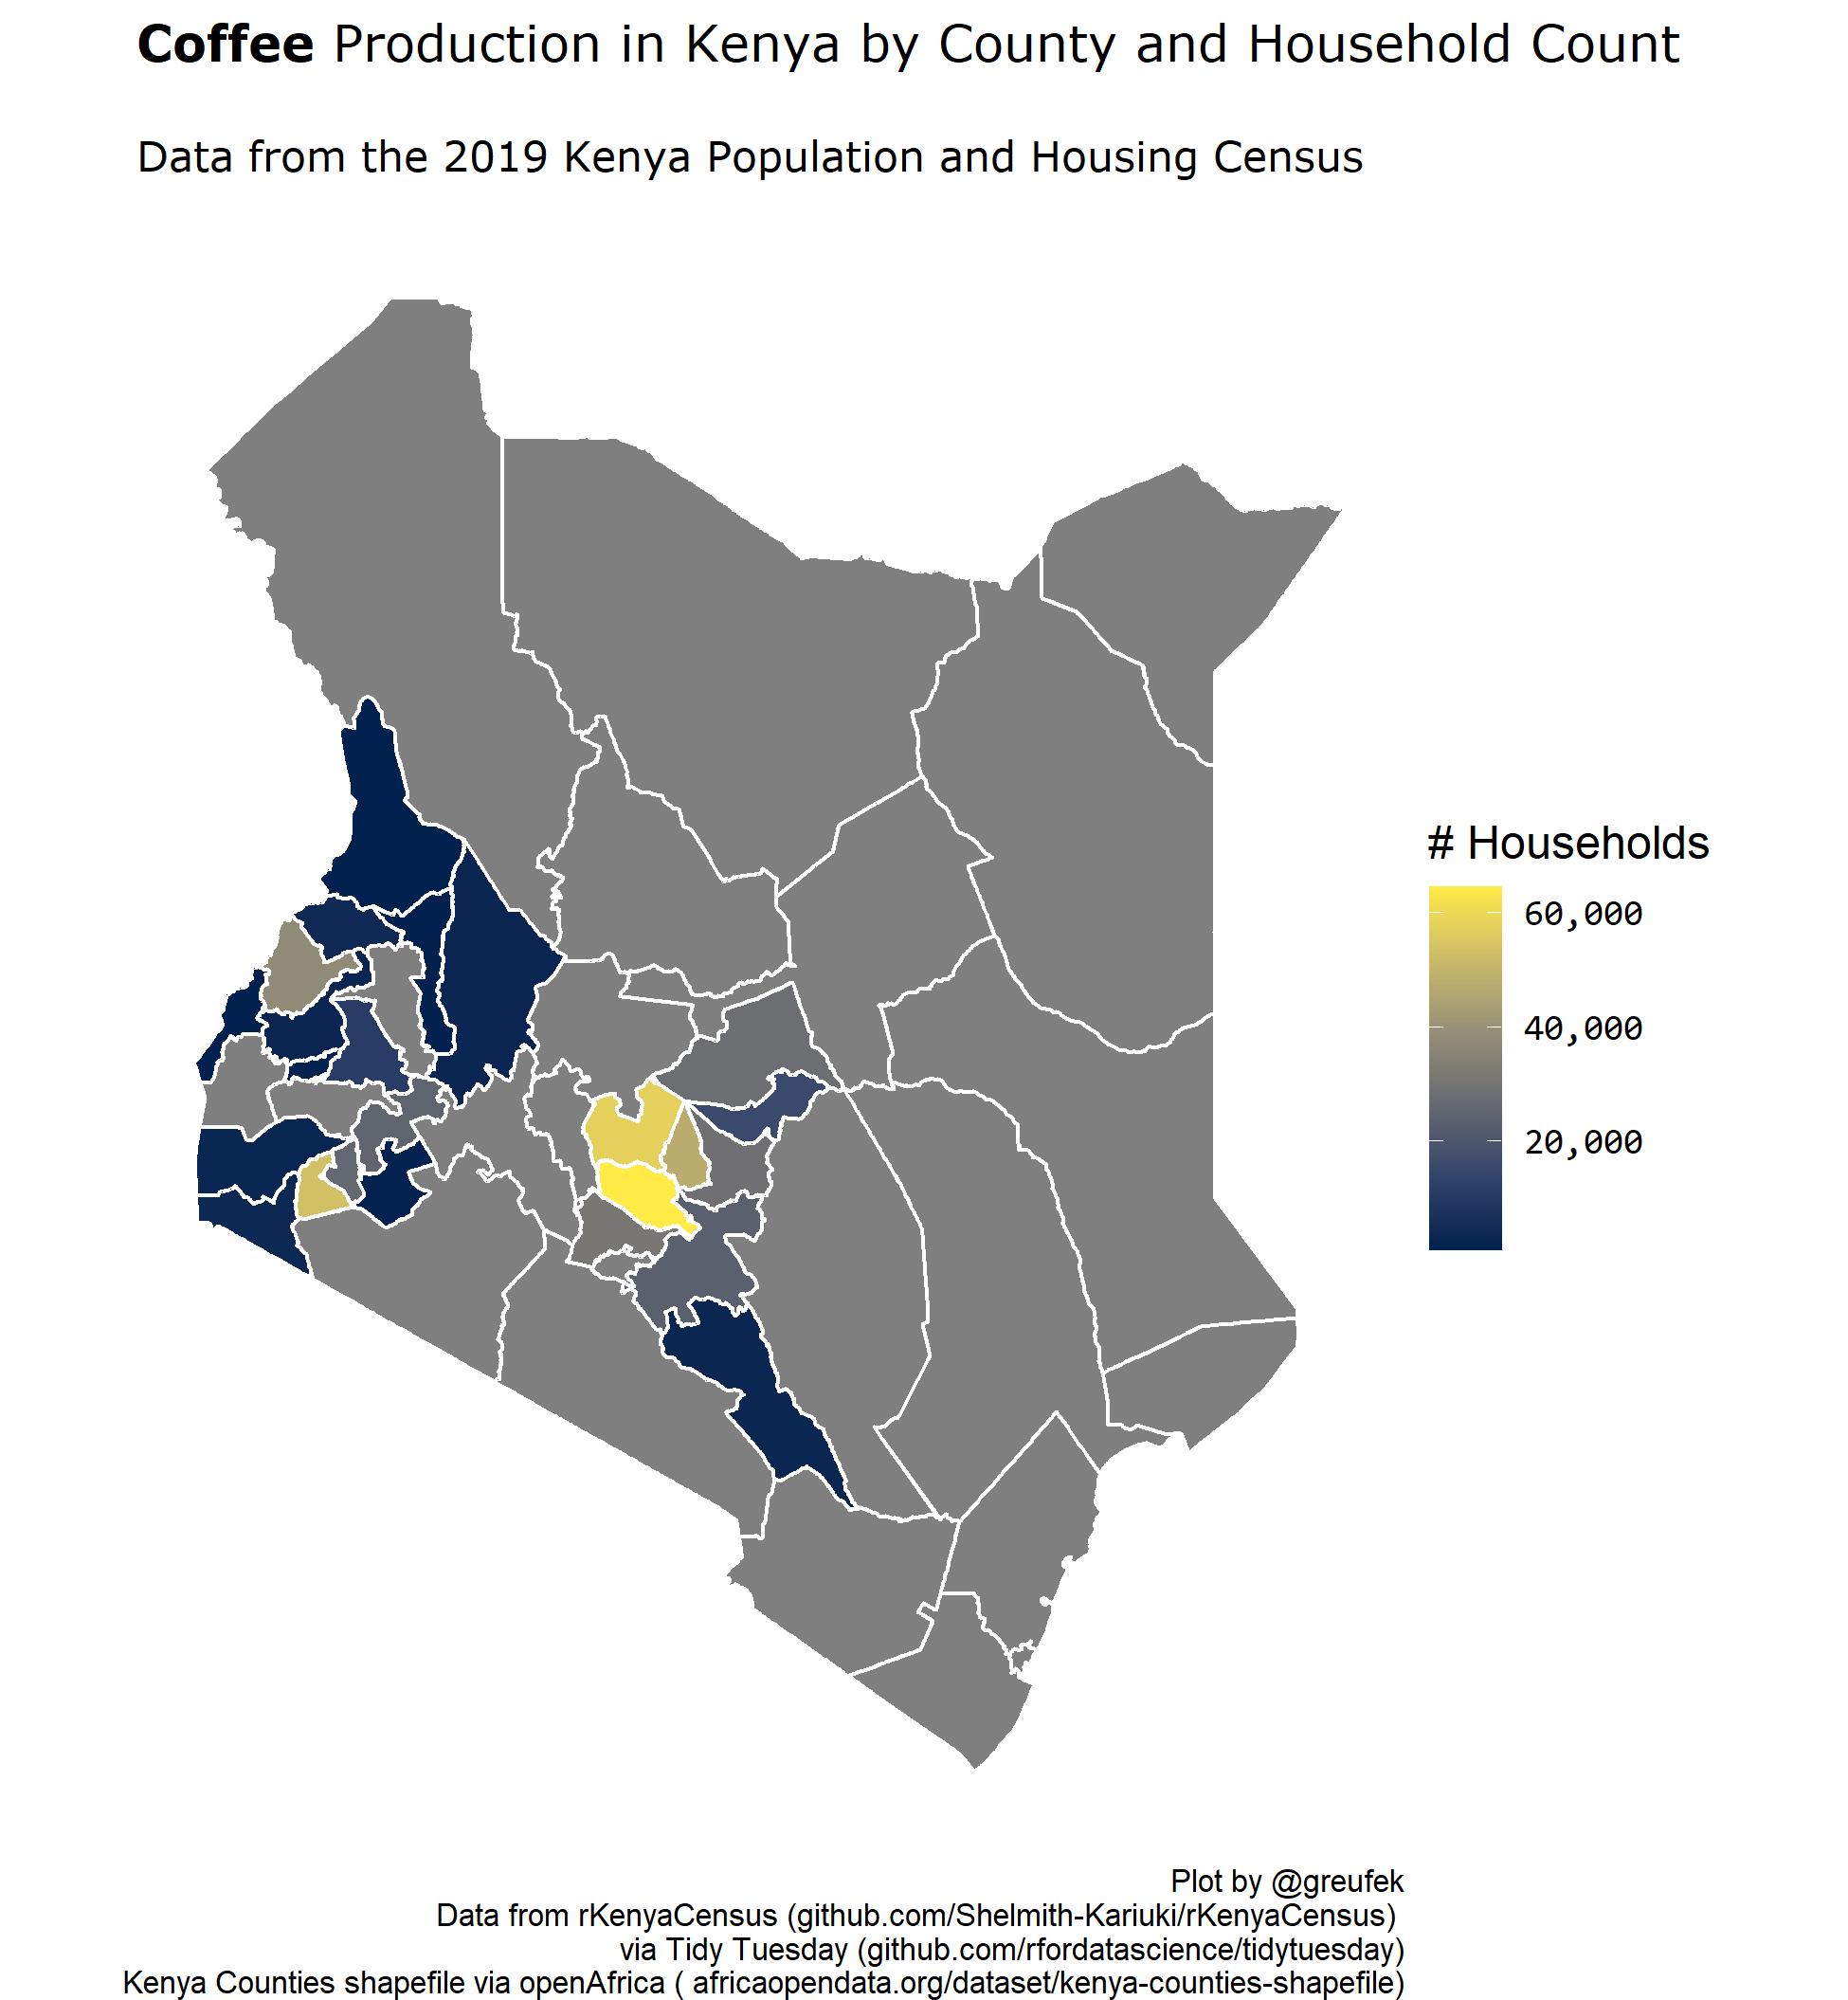 Coffee Production in Kenya by County and Household Count
Data from the 2019 Kenya Population and Housing Census
# Households
60,000
40,000
20,000
Plot by @greufek
Data from rKenyaCensus (github.com/Shelmith-Kariuki/rKenyaCensus)
via Tidy Tuesday (github.com/rfordatascience/tidytuesday)
Kenya Counties shapefile via openAfrica ( africaopendata.org/dataset/kenya-counties-shapefile)